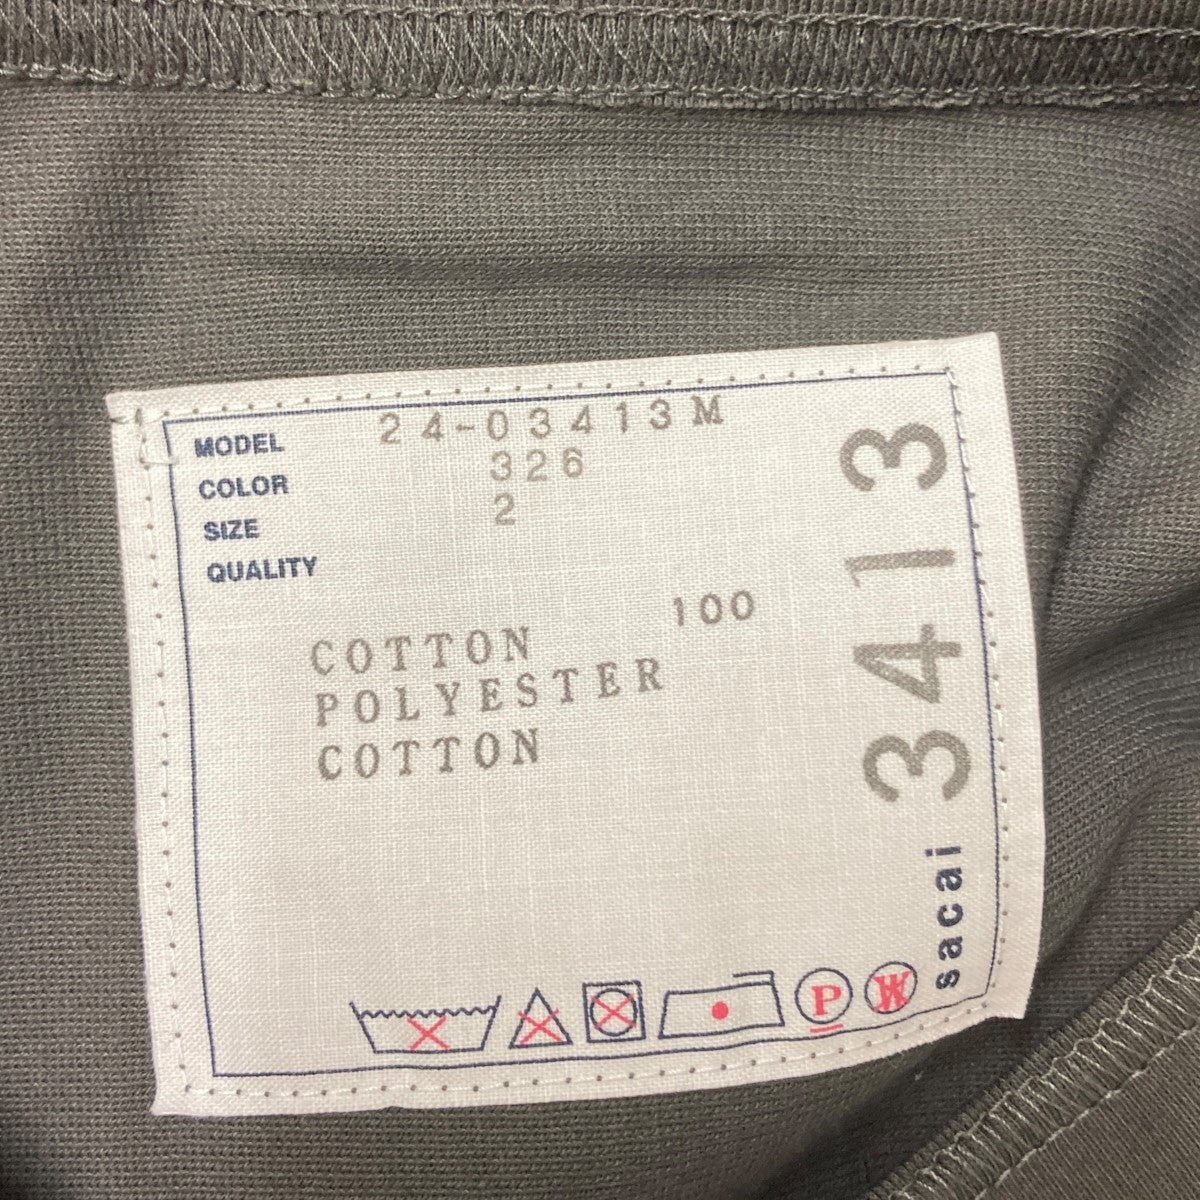 MODEL 24-03413M
COLOR 326
SIZE 2
QUALITY
COTTON 100
POLYESTER
COTTON
3413
sacai
P
W